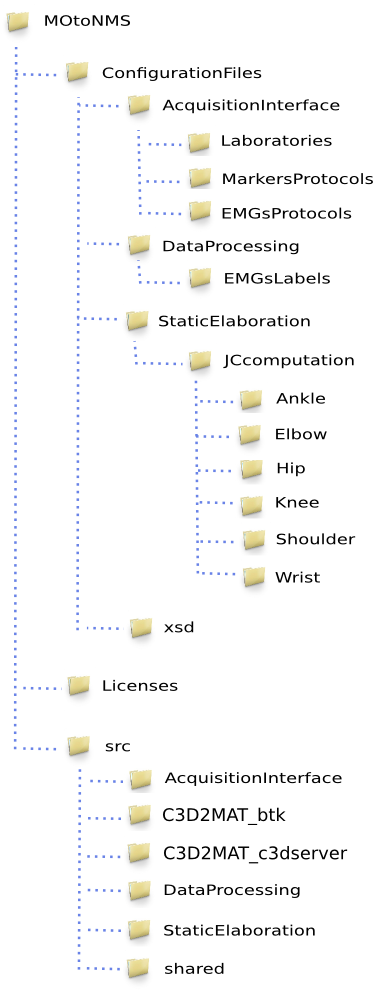 MOtoNMS
ConfigurationFiles
AcquisitionInterface
Laboratories
MarkersProtocols
EMGsProtocols
DataProcessing
EMGsLabels
StaticElaboration
JCcomputation
Ankle
Elbow
Hip
Knee
Shoulder
Wrist
xsd
Licenses
src
AcquisitionInterface
C3D2MAT_btk
C3D2MAT_c3dserver
DataProcessing
StaticElaboration
shared